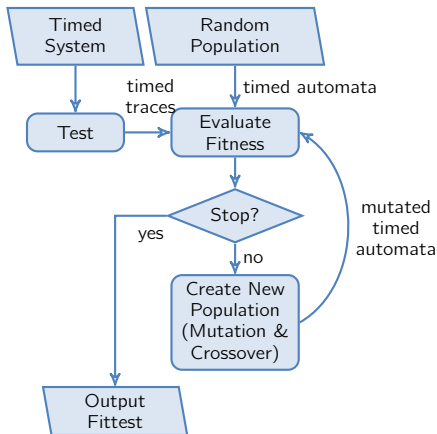 Timed
System
Random
Population
timed
traces
timed automata
Test
Evaluate
Fitness
Stop?
yes
no
mutated
timed
automata
Create New
Population
(Mutation &
Crossover)
Output
Fittest